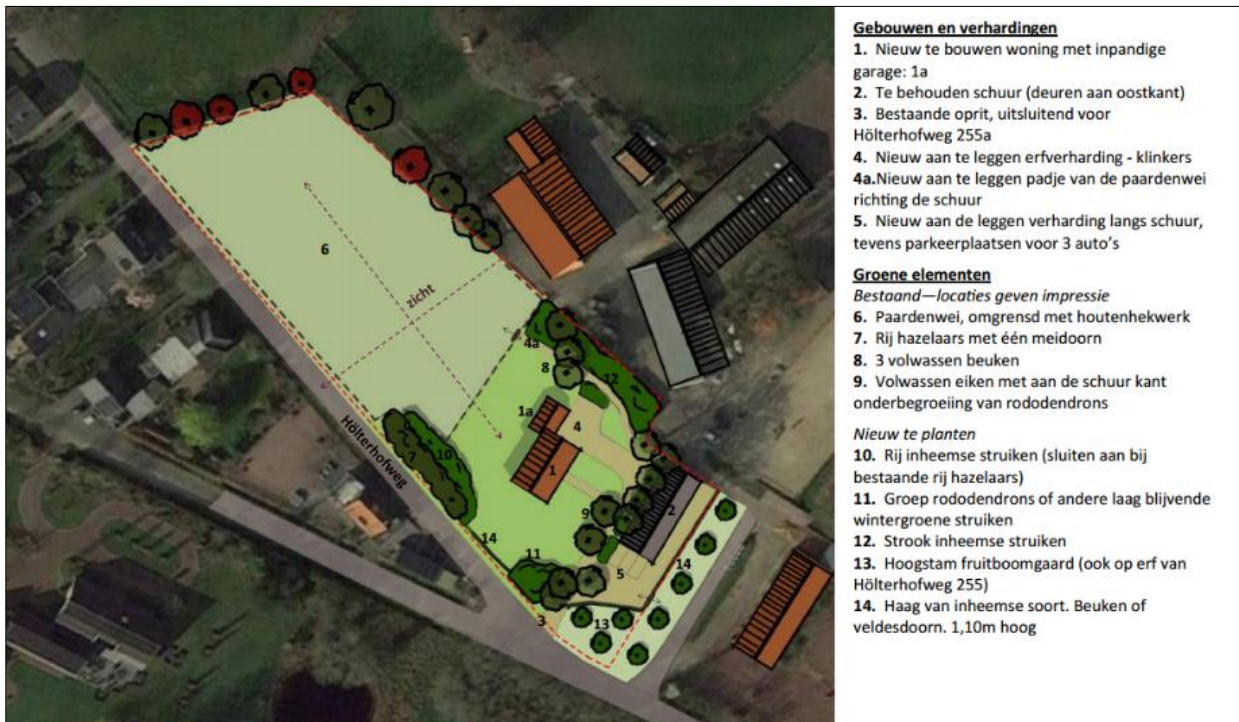 6
zicht
4a
8
12
1a
4
10
7
1
Hölterhofweg
9
2
14
11
14
5
3
13
Gebouwen en verhardingen
1. Nieuw te bouwen woning met inpandige
garage: 1a
2. Te behouden schuur (deuren aan oostkant)
3. Bestaande oprit, uitsluitend voor
Hölterhofweg 255a
4. Nieuw aan te leggen erfverharding - klinkers
4a.Nieuw aan te leggen padje van de paardenwei
richting de schuur
5. Nieuw aan de leggen verharding langs schuur,
tevens parkeerplaatsen voor 3 auto's
Groene elementen
Bestaand—locaties geven impressie
6. Paardenwei, omgrensd met houtenhekwerk
7. Rij hazelaars met één meidoorn
8. 3 volwassen beuken
9. Volwassen eiken met aan de schuur kant
onderbegroeiing van rododendrons
Nieuw te planten
10. Rij inheemse struiken (sluiten aan bij
bestaande rij hazelaars)
11. Groep rododendrons of andere laag blijvende
wintergroene struiken
12. Strook inheemse struiken
13. Hoogstam fruitboomgaard (ook op erf van
Hölterhofweg 255)
14. Haag van inheemse soort. Beuken of
veldesdoorn. 1,10m hoog